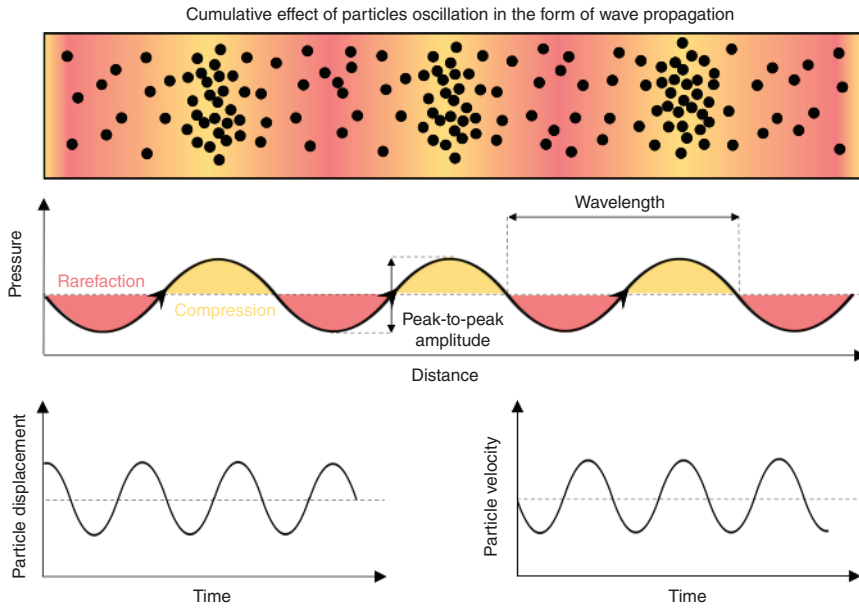 Cumulative effect of particles oscillation in the form of wave propagation
Pressure
Wavelength
Rarefaction
Compression
Peak-to-peak
amplitude
Distance
Particle displacement
Time
Particle velocity
Time